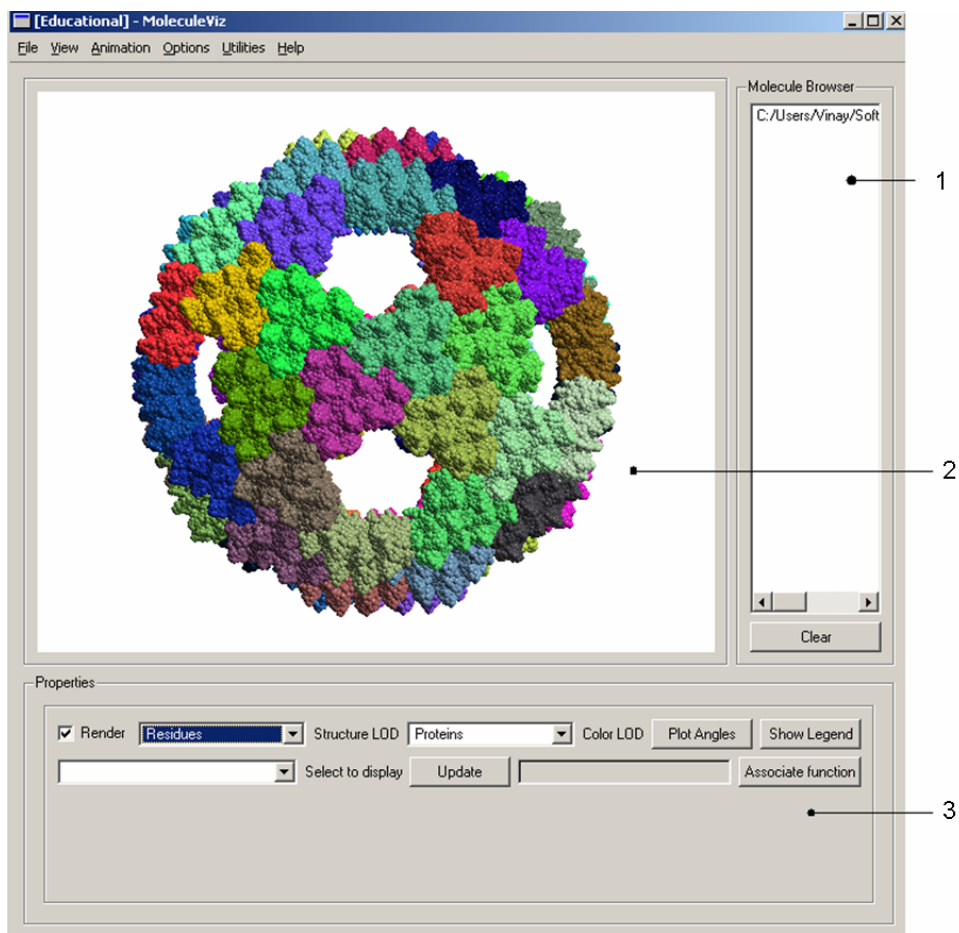 [Educational] - MoleculeViz
File View Animation Options Utilities Help
Molecule Browser
C:/Users/Vinay/Soft
1
2
Clear
Properties
Render Residues Structure LOD Proteins Color LOD Plot Angles Show Legend
Select to display Update Associate function
3